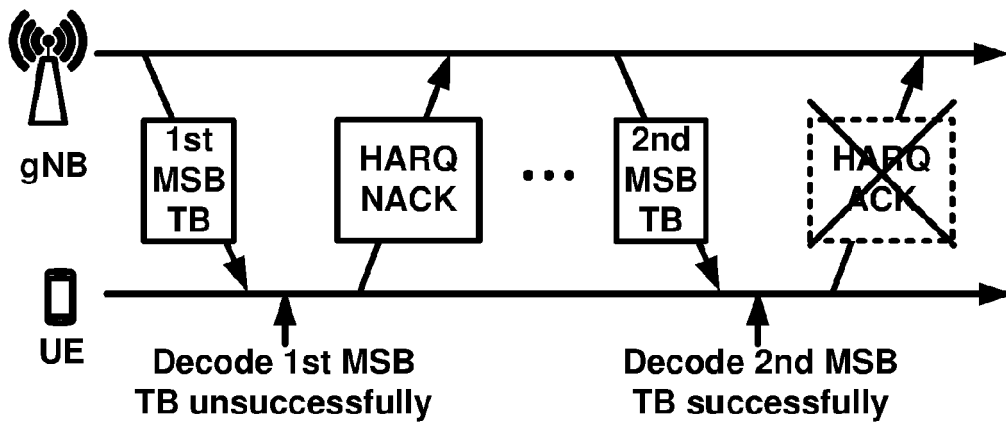 gNB
1st
MSB
TB
HARQ
NACK
...
2nd
MSB
TB
HARQ
ACK
UE
Decode 1st MSB
TB unsuccessfully
Decode 2nd MSB
TB successfully